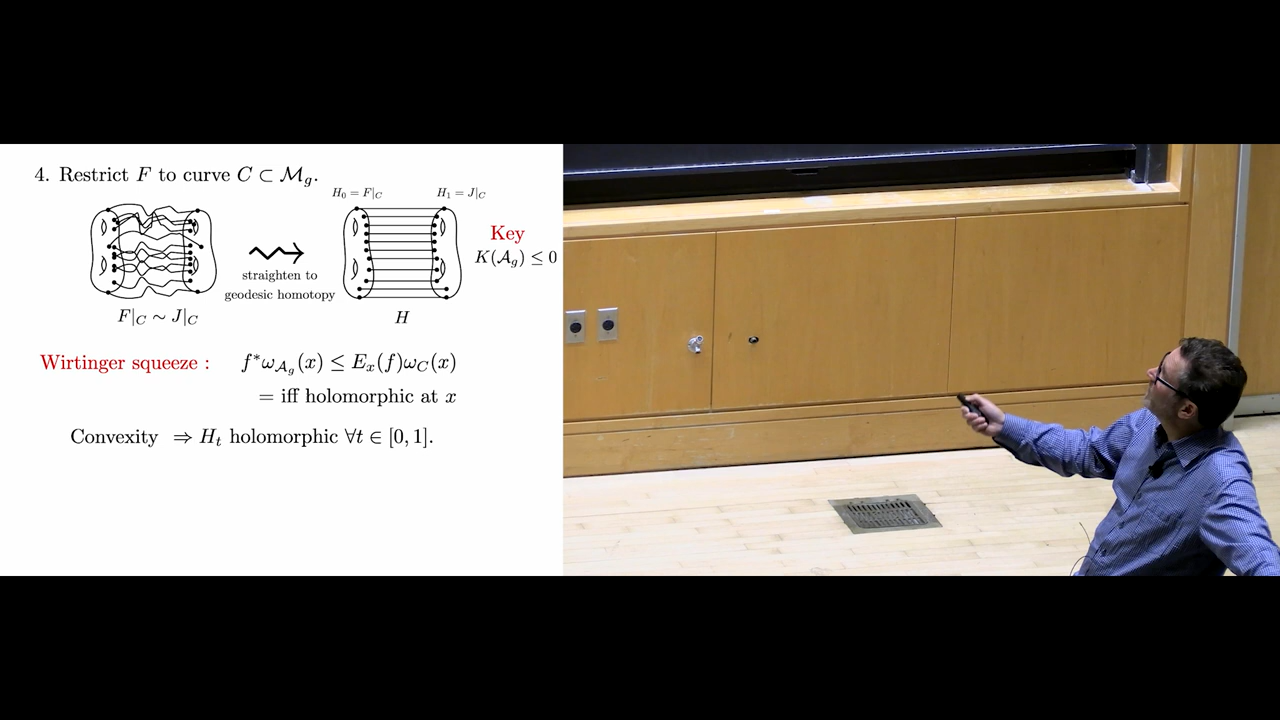 4. Restrict F to curve C ⊂ ℳ_g.
H_0 = F|_C
H_1 = J|_C
Key
K(𝒜_g) ≤ 0
straighten to
geodesic homotopy
F|_C ∼ J|_C
H
Wirtinger squeeze : f*ω_{𝒜_g}(x) ≤ E_x(f)ω_C(x)
= iff holomorphic at x
Convexity ⇒ H_t holomorphic ∀t ∈ [0, 1].